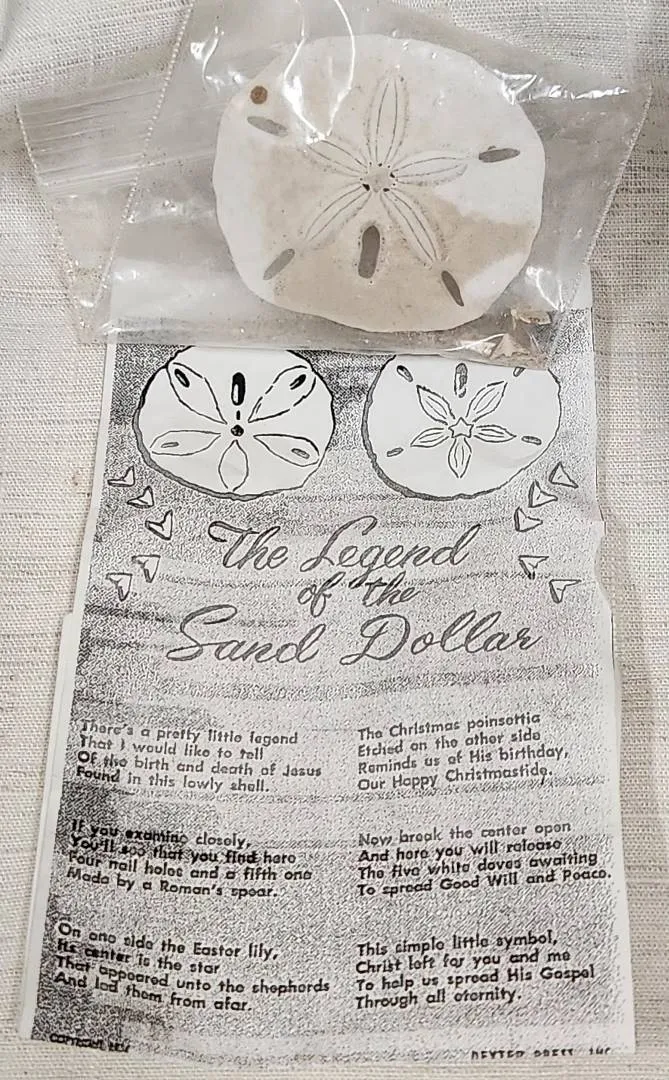 The Legend
of the
Sand Dollar
There's a pretty little legend
That I would like to tell
Of the birth and death of Jesus
Found in this lowly shell.
If you examine closely,
You'll see that you find here
Four nail holes and a fifth one
Made by a Roman's spear.
On one side the Easter lily,
Its center is the star
That appeared unto the shepherds
And led them from afar.
The Christmas poinsettia
Etched on the other side
Reminds us of His birthday,
Our Happy Christmastide.
Now break the center open
And here you will release
The five white doves awaiting
To spread Good Will and Peace.
This simple little symbol,
Christ left for you and me
To help us spread His Gospel
Through all eternity.
COPYRIGHT
DEXTER PRESS, INC.